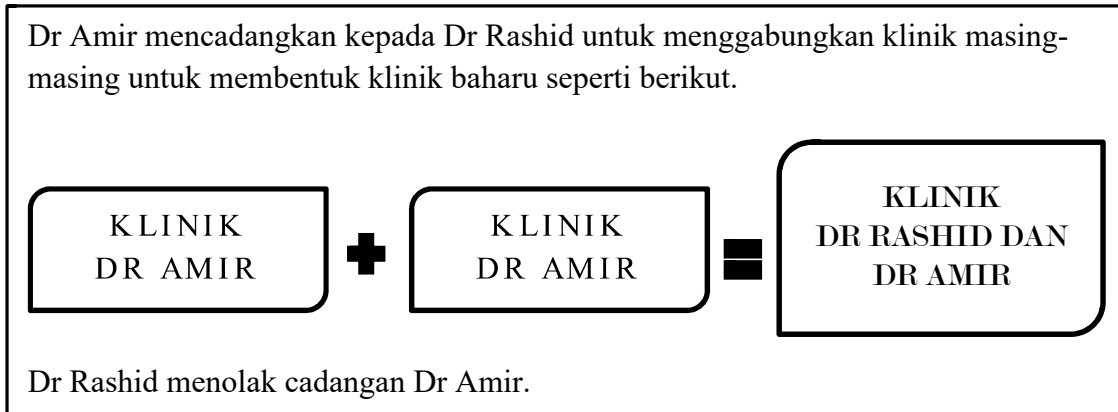 Dr Amir mencadangkan kepada Dr Rashid untuk menggabungkan klinik masing-
masing untuk membentuk klinik baharu seperti berikut.
KLINIK
DR AMIR
KLINIK
DR AMIR
KLINIK
DR RASHID DAN
DR AMIR
Dr Rashid menolak cadangan Dr Amir.